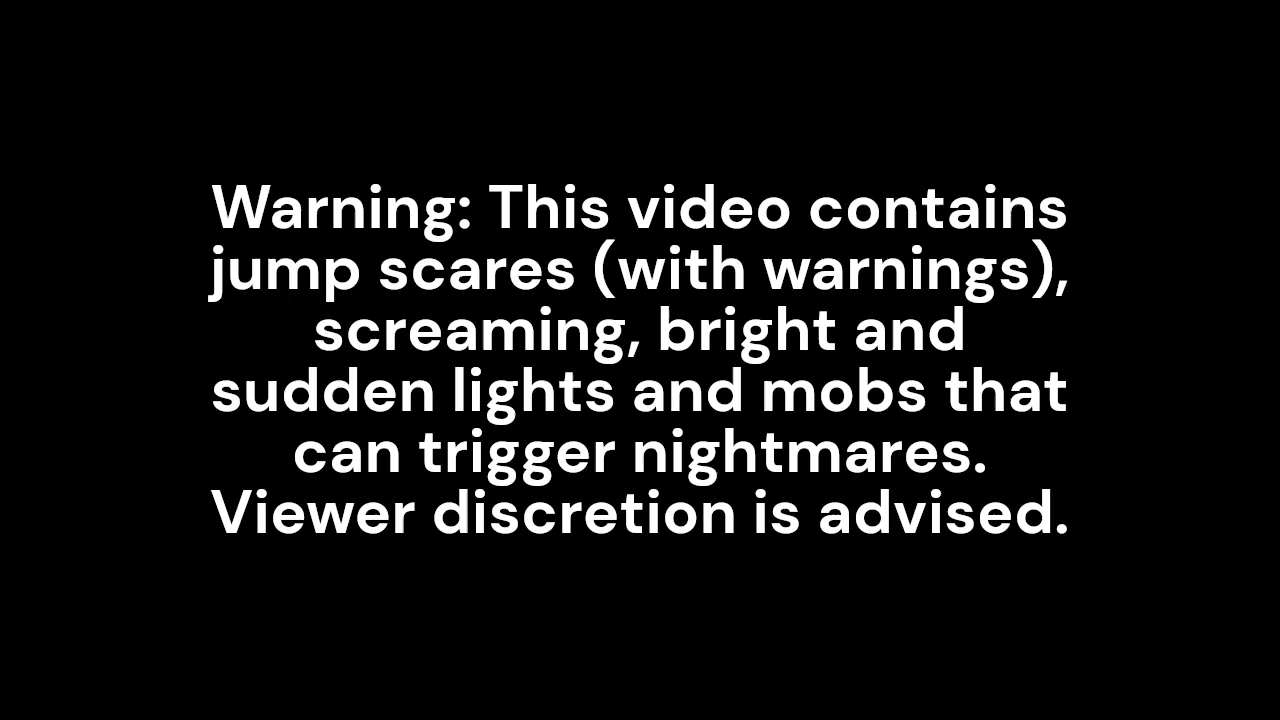 Warning: This video contains
jump scares (with warnings),
screaming, bright and
sudden lights and mobs that
can trigger nightmares.
Viewer discretion is advised.